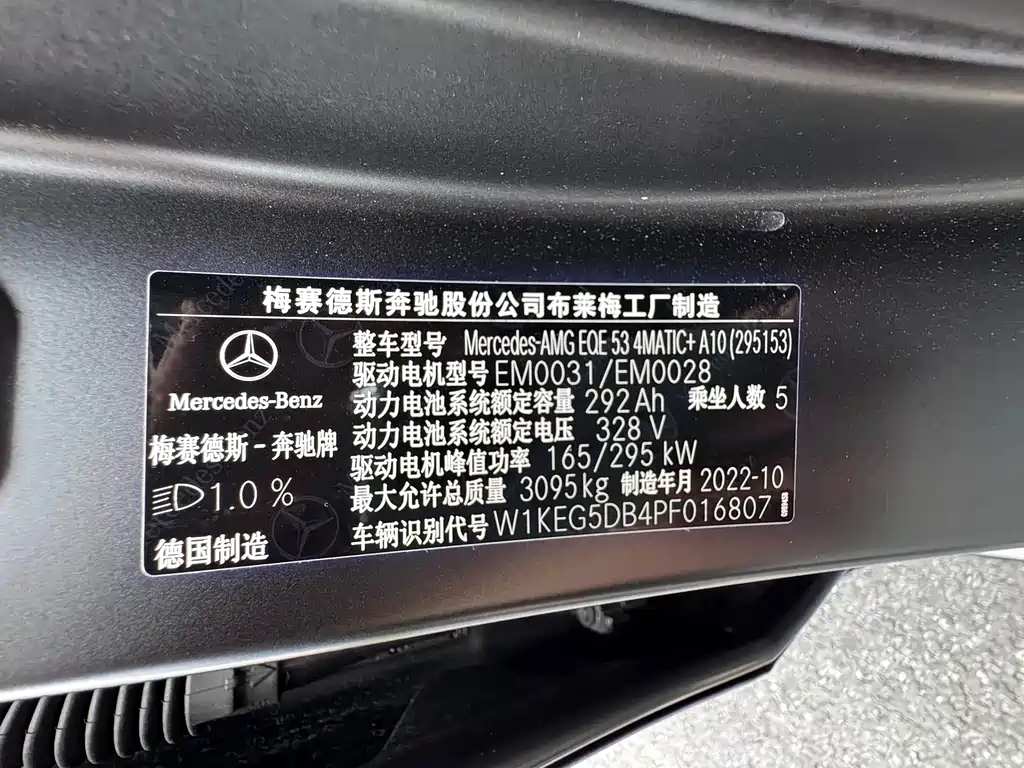 梅赛德斯奔驰股份公司布莱梅工厂制造
Mercedes-Benz
梅赛德斯-奔驰牌
1.0 %
德国制造
整车型号 Mercedes-AMG EQE 53 4MATIC+ A10 (295153)
驱动电机型号 EM0031/EM0028
动力电池系统额定容量 292Ah 乘坐人数 5
动力电池系统额定电压 328 V
驱动电机峰值功率 165/295 kW
最大允许总质量 3095kg 制造年月 2022-10
车辆识别代号 W1KEG5DB4PF016807